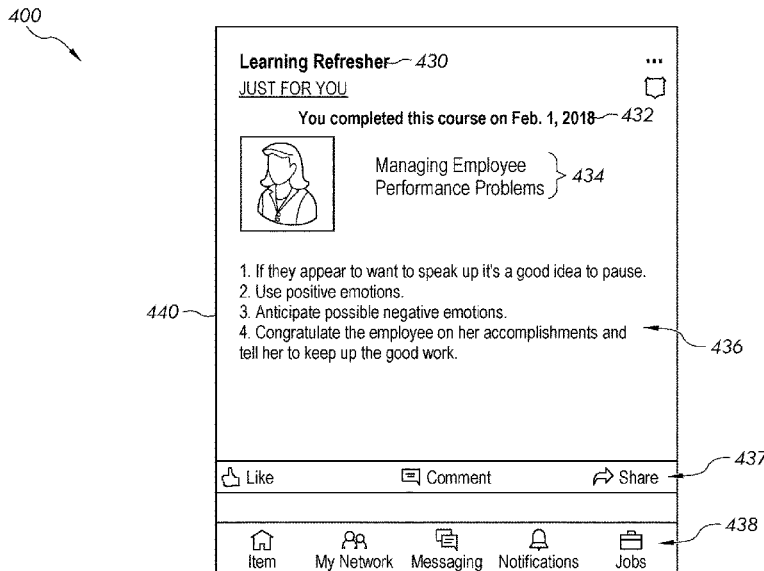 400
Learning Refresher 430
...
JUST FOR YOU
You completed this course on Feb. 1, 2018 432
Managing Employee
Performance Problems 434
1. If they appear to want to speak up it's a good idea to pause.
2. Use positive emotions.
3. Anticipate possible negative emotions.
440
4. Congratulate the employee on her accomplishments and
tell her to keep up the good work.
436
437
Like Comment Share
438
Item My Network Messaging Notifications Jobs